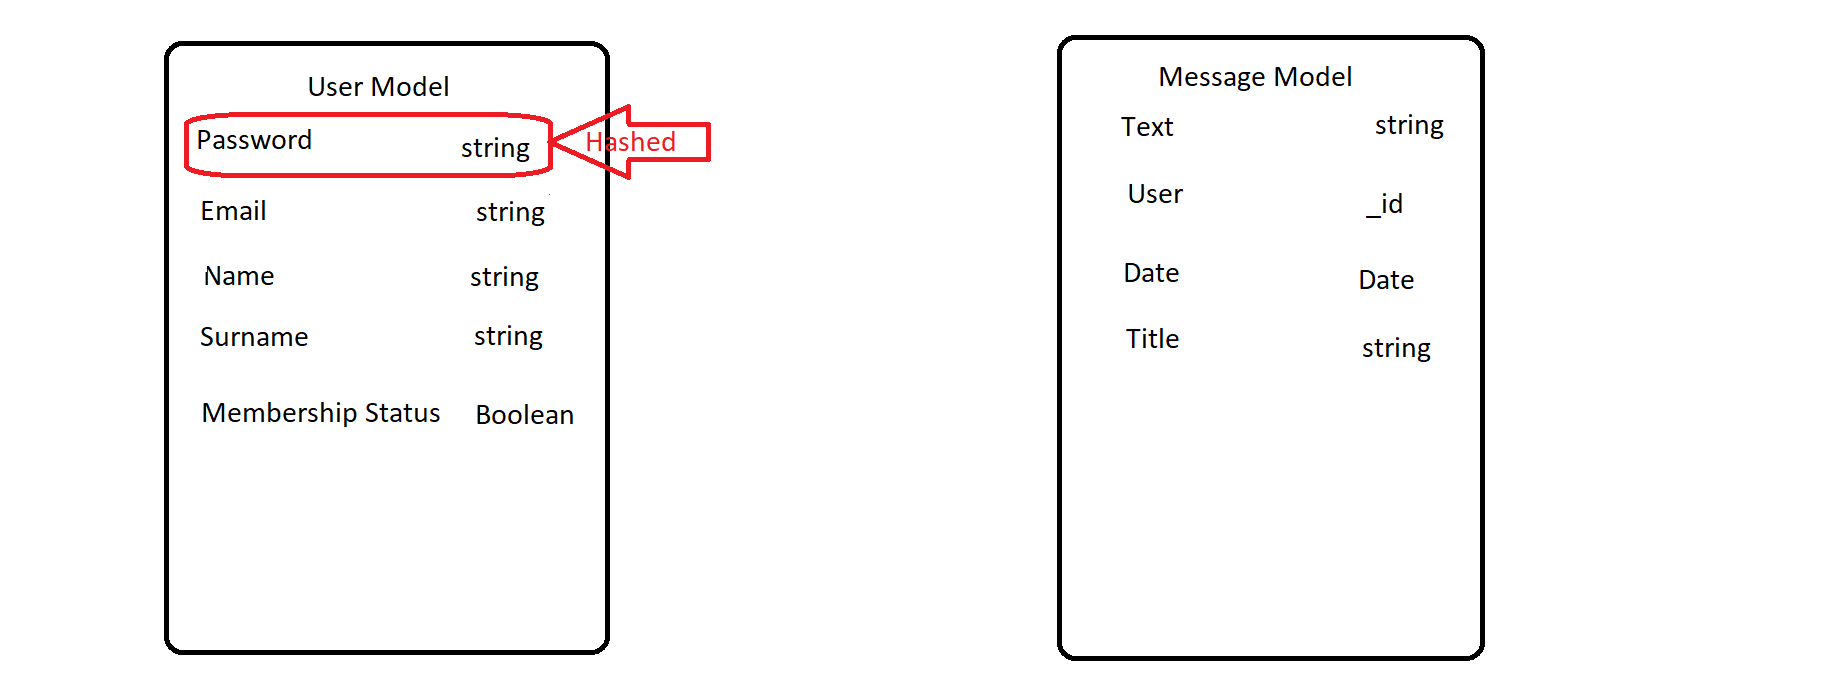 User Model
Password string
Hashed
Email string
Name string
Surname string
Membership Status Boolean
Message Model
Text string
User _id
Date Date
Title string